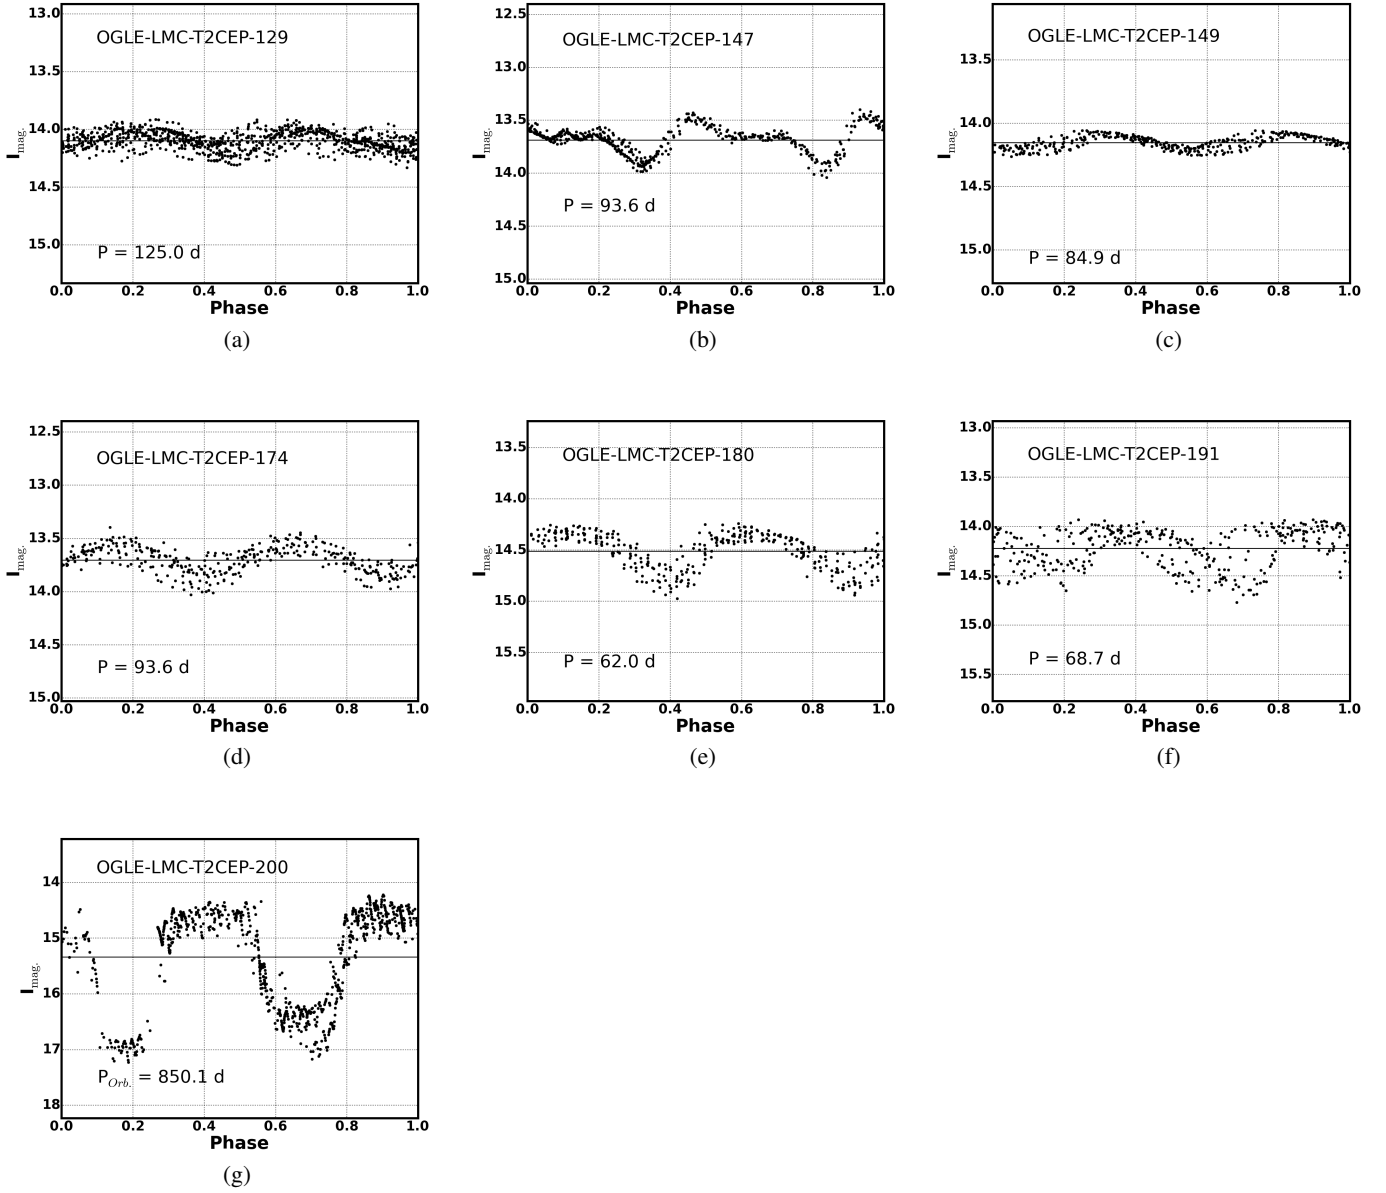 OGLE-LMC-T2CEP-129
13.0
13.5
14.0
14.5
15.0
I mag.
P = 125.0 d
0.0 0.2 0.4 0.6 0.8 1.0
Phase
(a)
OGLE-LMC-T2CEP-147
12.5
13.0
13.5
14.0
14.5
15.0
I mag.
P = 93.6 d
0.0 0.2 0.4 0.6 0.8 1.0
Phase
(b)
OGLE-LMC-T2CEP-149
13.5
14.0
14.5
15.0
I mag.
P = 84.9 d
0.0 0.2 0.4 0.6 0.8 1.0
Phase
(c)
OGLE-LMC-T2CEP-174
12.5
13.0
13.5
14.0
14.5
15.0
I mag.
P = 93.6 d
0.0 0.2 0.4 0.6 0.8 1.0
Phase
(d)
OGLE-LMC-T2CEP-180
13.5
14.0
14.5
15.0
15.5
I mag.
P = 62.0 d
0.0 0.2 0.4 0.6 0.8 1.0
Phase
(e)
OGLE-LMC-T2CEP-191
13.0
13.5
14.0
14.5
15.0
15.5
I mag.
P = 68.7 d
0.0 0.2 0.4 0.6 0.8 1.0
Phase
(f)
OGLE-LMC-T2CEP-200
14
15
16
17
18
I mag.
P Orb. = 850.1 d
0.0 0.2 0.4 0.6 0.8 1.0
Phase
(g)